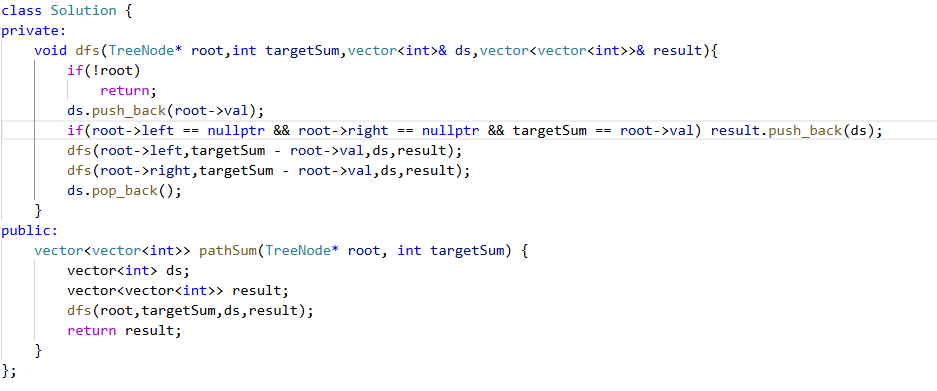 class Solution {
private:
    void dfs(TreeNode* root,int targetSum,vector<int>& ds,vector<vector<int>>& result){
        if(!root)
            return;
        ds.push_back(root->val);
        if(root->left == nullptr && root->right == nullptr && targetSum == root->val) result.push_back(ds);
        dfs(root->left,targetSum - root->val,ds,result);
        dfs(root->right,targetSum - root->val,ds,result);
        ds.pop_back();
    }
public:
    vector<vector<int>> pathSum(TreeNode* root, int targetSum) {
        vector<int> ds;
        vector<vector<int>> result;
        dfs(root,targetSum,ds,result);
        return result;
    }
};